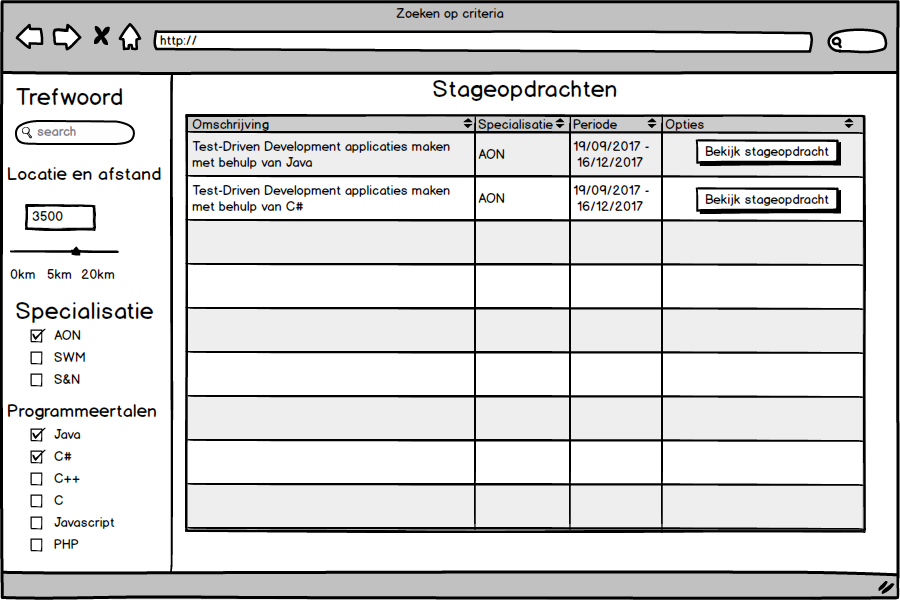 Zoeken op criteria
http://
Trefwoord
search
Locatie en afstand
3500
0km 5km 20km
Specialisatie
AON
SWM
S&N
Programmeertalen
Java
C#
C++
C
Javascript
PHP
Stageopdrachten
Omschrijving Specialisatie Periode Opties
Test-Driven Development applicaties maken
met behulp van Java
AON
19/09/2017 -
16/12/2017
Bekijk stageopdracht
Test-Driven Development applicaties maken
met behulp van C#
AON
19/09/2017 -
16/12/2017
Bekijk stageopdracht